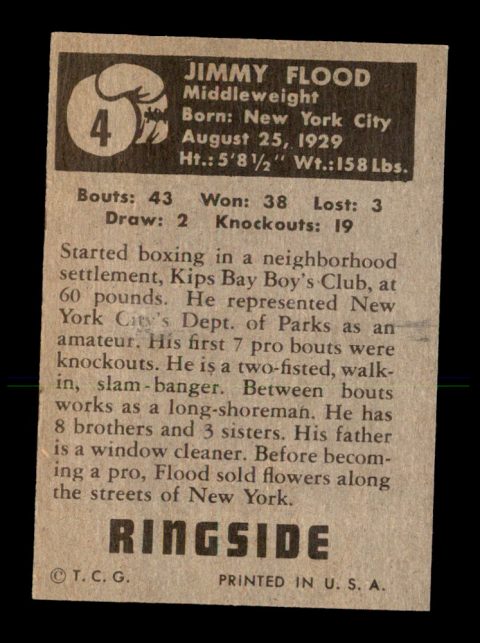 4
JIMMY FLOOD
Middleweight
Born: New York City
August 25, 1929
Ht.: 5'8½" Wt.: 158 Lbs.
Bouts: 43 Won: 38 Lost: 3
Draw: 2 Knockouts: 19
Started boxing in a neighborhood
settlement, Kips Bay Boy's Club, at
60 pounds. He represented New
York City's Dept. of Parks as an
amateur. His first 7 pro bouts were
knockouts. He is a two-fisted, walk-
in, slam-banger. Between bouts
works as a long-shoreman. He has
8 brothers and 3 sisters. His father
is a window cleaner. Before becom-
ing a pro, Flood sold flowers along
the streets of New York.
RINGSIDE
© T. C. G. PRINTED IN U. S. A.